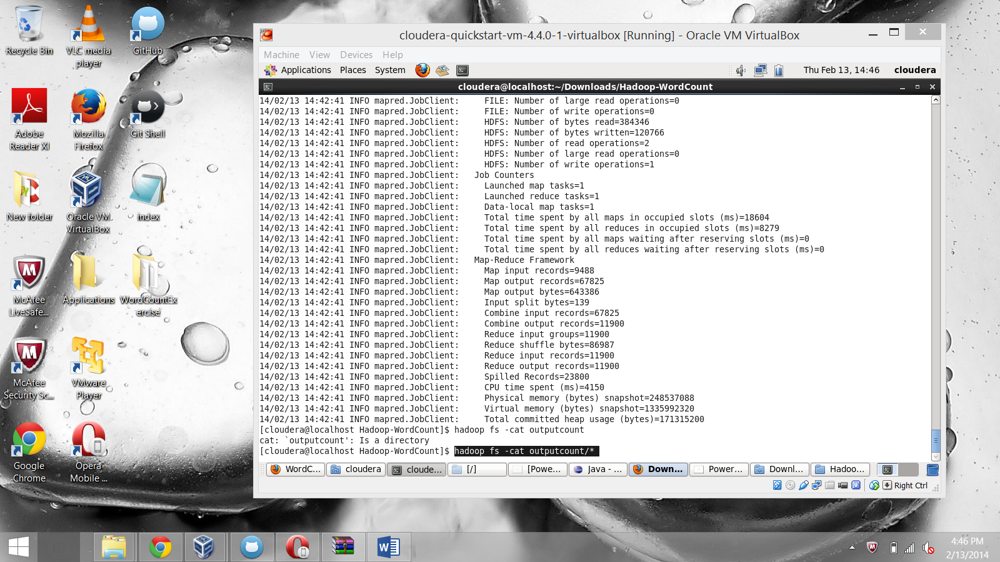 Recycle Bin
VLC media
player
GitHub
Adobe
Reader XI
Mozilla
Firefox
Git Shell
New folder
Oracle VM
VirtualBox
index
McAfee
LiveSafe...
Applications
WordCountEx
ercise
McAfee
Security Sc...
VMware
Player
Google
Chrome
Opera
Mobile ...
cloudera-quickstart-vm-4.4.0-1-virtualbox [Running] - Oracle VM VirtualBox
Machine View Devices Help
Applications Places System Thu Feb 13, 14:46 cloudera
cloudera@localhost:~/Downloads/Hadoop-WordCount
14/02/13 14:42:41 INFO mapred.JobClient: FILE: Number of large read operations=0
14/02/13 14:42:41 INFO mapred.JobClient: FILE: Number of write operations=0
14/02/13 14:42:41 INFO mapred.JobClient: HDFS: Number of bytes read=384346
14/02/13 14:42:41 INFO mapred.JobClient: HDFS: Number of bytes written=120766
14/02/13 14:42:41 INFO mapred.JobClient: HDFS: Number of read operations=2
14/02/13 14:42:41 INFO mapred.JobClient: HDFS: Number of large read operations=0
14/02/13 14:42:41 INFO mapred.JobClient: HDFS: Number of write operations=1
14/02/13 14:42:41 INFO mapred.JobClient: Job Counters
14/02/13 14:42:41 INFO mapred.JobClient: Launched map tasks=1
14/02/13 14:42:41 INFO mapred.JobClient: Launched reduce tasks=1
14/02/13 14:42:41 INFO mapred.JobClient: Data-local map tasks=1
14/02/13 14:42:41 INFO mapred.JobClient: Total time spent by all maps in occupied slots (ms)=18604
14/02/13 14:42:41 INFO mapred.JobClient: Total time spent by all reduces in occupied slots (ms)=8279
14/02/13 14:42:41 INFO mapred.JobClient: Total time spent by all maps waiting after reserving slots (ms)=0
14/02/13 14:42:41 INFO mapred.JobClient: Total time spent by all reduces waiting after reserving slots (ms)=0
14/02/13 14:42:41 INFO mapred.JobClient: Map-Reduce Framework
14/02/13 14:42:41 INFO mapred.JobClient: Map input records=9488
14/02/13 14:42:41 INFO mapred.JobClient: Map output records=67825
14/02/13 14:42:41 INFO mapred.JobClient: Map output bytes=643386
14/02/13 14:42:41 INFO mapred.JobClient: Input split bytes=139
14/02/13 14:42:41 INFO mapred.JobClient: Combine input records=67825
14/02/13 14:42:41 INFO mapred.JobClient: Combine output records=11900
14/02/13 14:42:41 INFO mapred.JobClient: Reduce input groups=11900
14/02/13 14:42:41 INFO mapred.JobClient: Reduce shuffle bytes=86987
14/02/13 14:42:41 INFO mapred.JobClient: Reduce input records=11900
14/02/13 14:42:41 INFO mapred.JobClient: Reduce output records=11900
14/02/13 14:42:41 INFO mapred.JobClient: Spilled Records=23800
14/02/13 14:42:41 INFO mapred.JobClient: CPU time spent (ms)=4150
14/02/13 14:42:41 INFO mapred.JobClient: Physical memory (bytes) snapshot=248537088
14/02/13 14:42:41 INFO mapred.JobClient: Virtual memory (bytes) snapshot=1335992320
14/02/13 14:42:41 INFO mapred.JobClient: Total committed heap usage (bytes)=171315200
[cloudera@localhost Hadoop-WordCount]$ hadoop fs -cat outputcount
cat: `outputcount': Is a directory
[cloudera@localhost Hadoop-WordCount]$ hadoop fs -cat outputcount/*
WordC... cloudera cloude... [/] [Powe... Java - ... Down... Power... Downl... Hadoo...
Right Ctrl
4:46 PM
2/13/2014